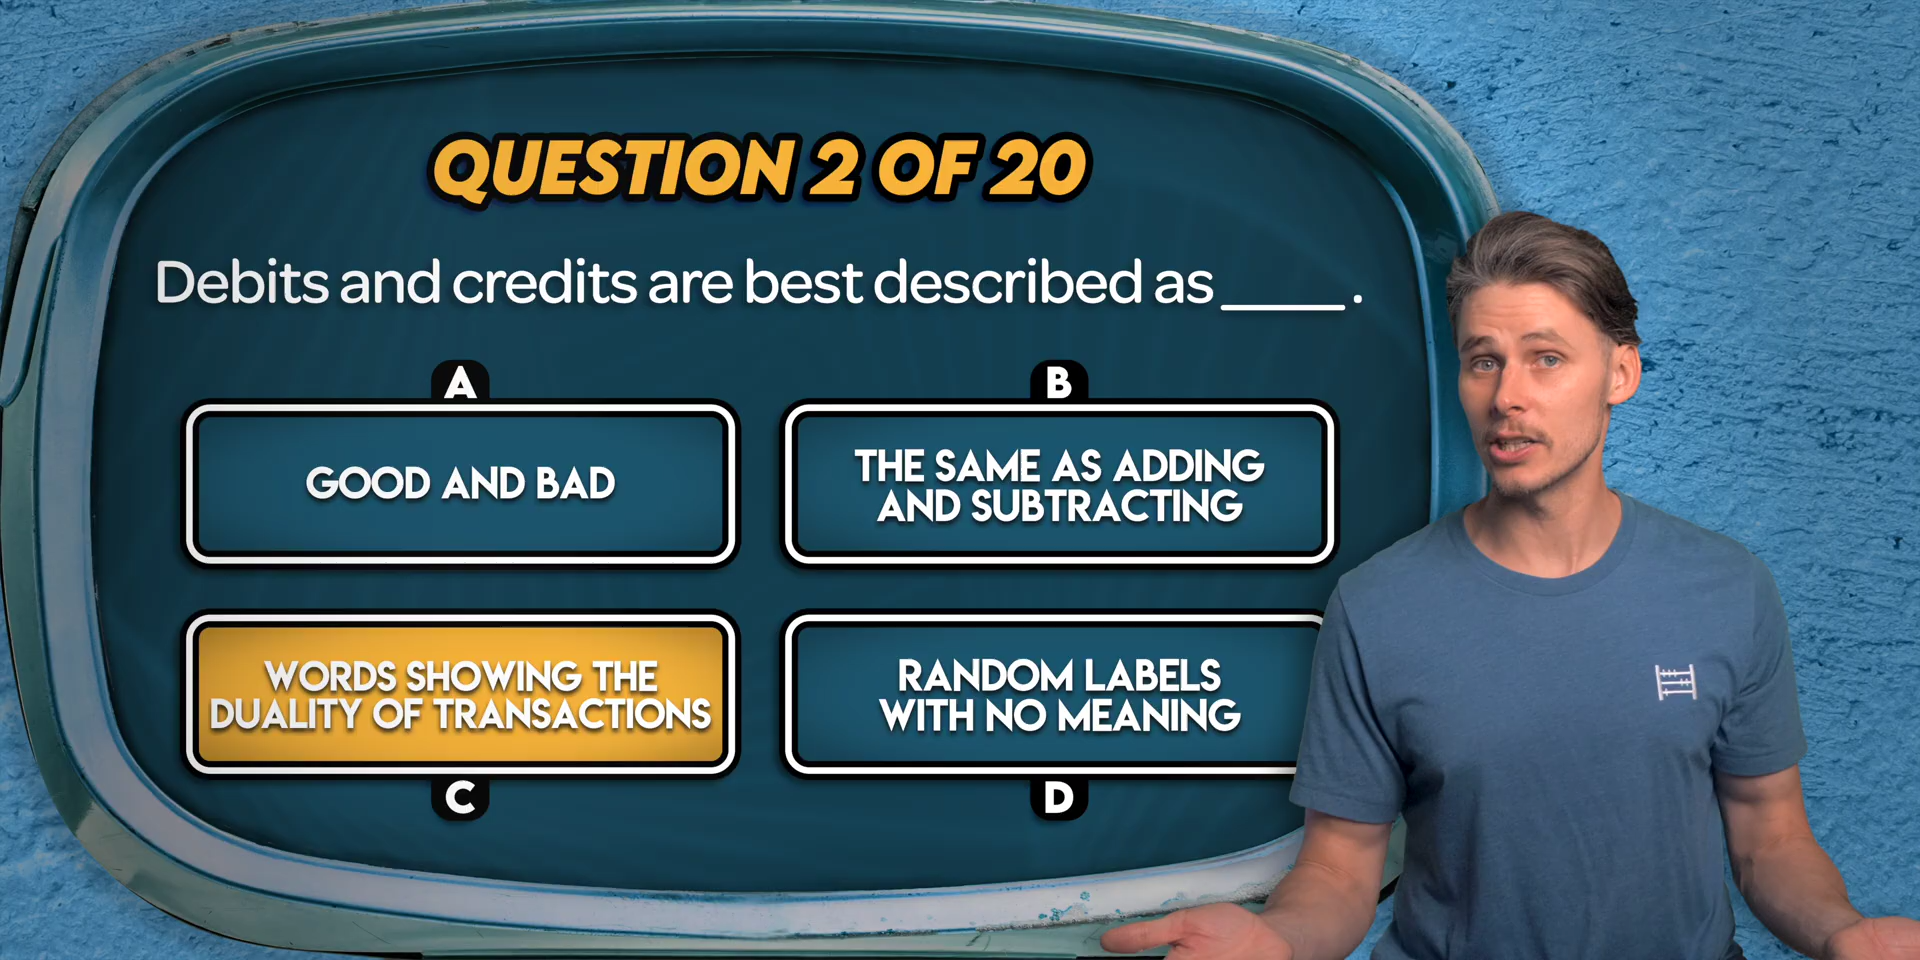 QUESTION 2 OF 20
Debits and credits are best described as ____.
A
GOOD AND BAD
B
THE SAME AS ADDING
AND SUBTRACTING
WORDS SHOWING THE
DUALITY OF TRANSACTIONS
C
RANDOM LABELS
WITH NO MEANING
D